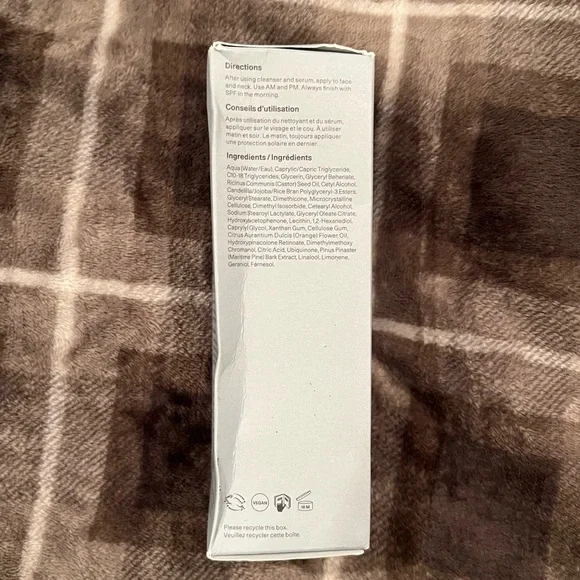 Directions
After using cleanser and serum, apply to face
and neck. Use AM and PM. Always finish with
SPF in the morning.
Conseils d'utilisation
Après utilisation du nettoyant et du sérum,
appliquer sur le visage et le cou. À utiliser
matin et soir. Le matin, toujours appliquer
une protection solaire en dernier.
Ingredients / Ingrédients
Aqua (Water/Eau), Caprylic/Capric Triglyceride,
C10-18 Triglycerides, Glycerin, Glyceryl Behenate,
Ricinus Communis (Castor) Seed Oil, Cetyl Alcohol,
Candelilla/Jojoba/Rice Bran Polyglyceryl-3 Esters,
Glyceryl Stearate, Dimethicone, Microcrystalline
Cellulose, Dimethyl Isosorbide, Cetearyl Alcohol,
Sodium Stearoyl Lactylate, Glyceryl Oleate Citrate,
Hydroxyacetophenone, Lecithin, 1,2-Hexanediol,
Caprylyl Glycol, Xanthan Gum, Cellulose Gum,
Citrus Aurantium Dulcis (Orange) Flower, Oil,
Hydroxypinacolone Retinoate, Dimethylmethoxy
Chromanol, Citric Acid, Ubiquinone, Pinus Pinaster
(Maritime Pine) Bark Extract, Linalool, Limonene,
Geraniol, Farnesol.
VEGAN
18 M
Please recycle this box.
Veuillez recycler cette boîte.